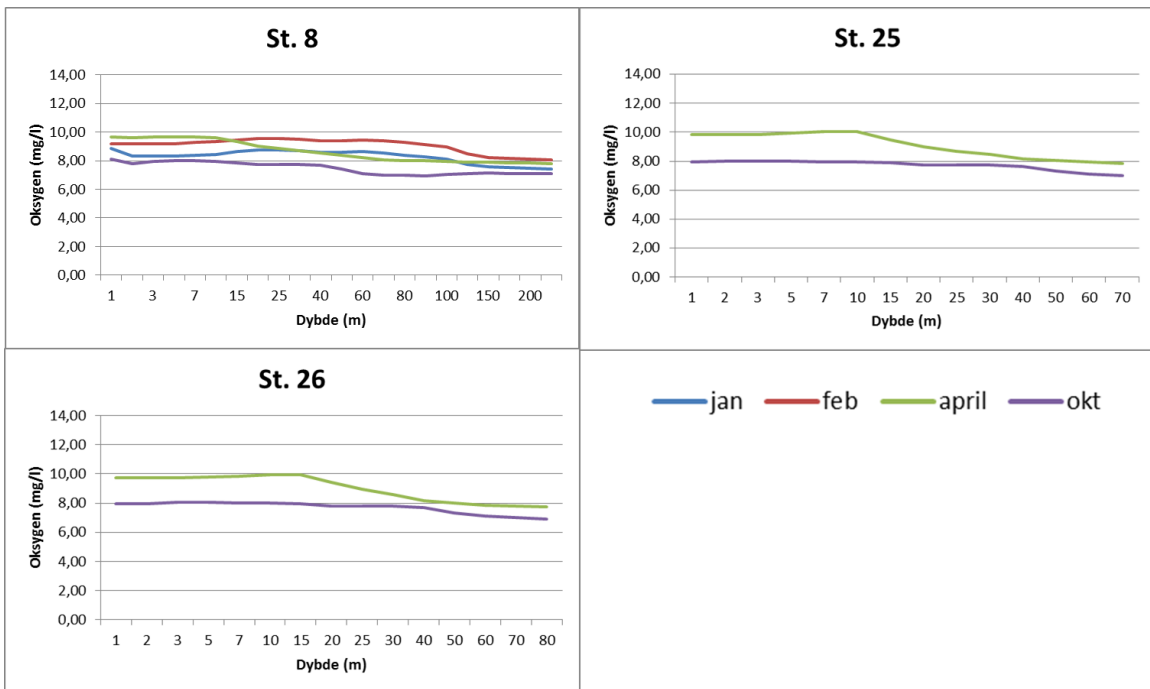 St. 8
14,00
12,00
10,00
8,00
6,00
4,00
2,00
0,00
Oksygen (mg/l)
1 3 7 15 25 40 60 80 100 150 200
Dybde (m)
St. 25
14,00
12,00
10,00
8,00
6,00
4,00
2,00
0,00
Oksygen (mg/l)
1 2 3 5 7 10 15 20 25 30 40 50 60 70
Dybde (m)
St. 26
14,00
12,00
10,00
8,00
6,00
4,00
2,00
0,00
Oksygen (mg/l)
1 2 3 5 7 10 15 20 25 30 40 50 60 70 80
Dybde (m)
jan feb april okt